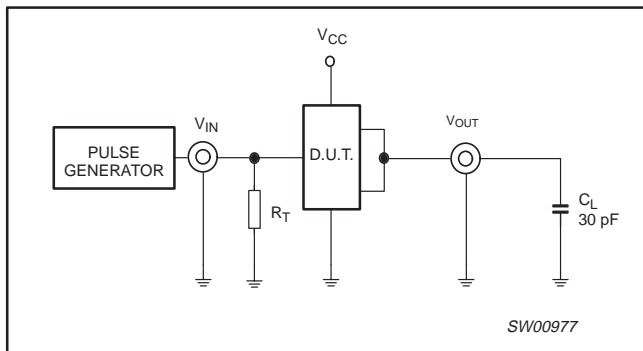 VCC
VIN
VOUT
PULSE
GENERATOR
D.U.T.
RT
CL
30 pF
SW00977